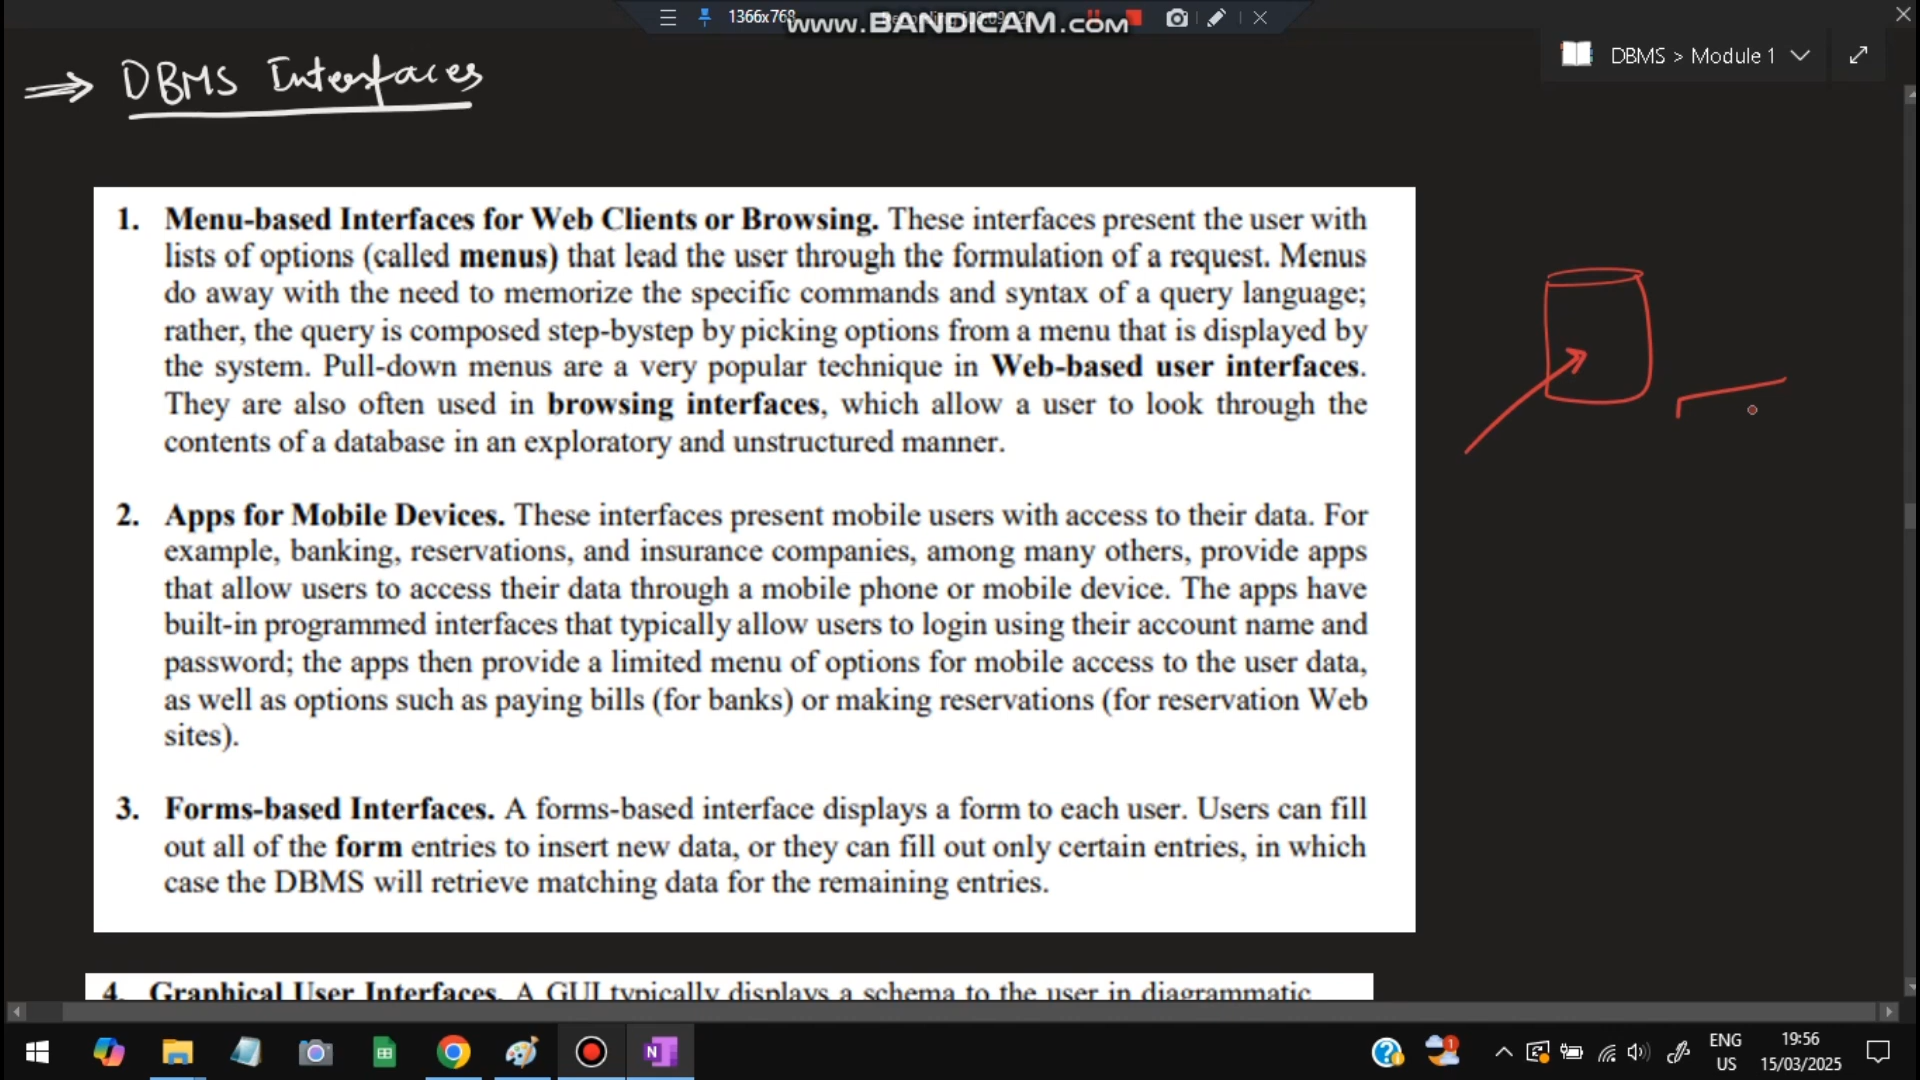 1366x768
www.BANDICAM.com
DBMS > Module 1
DBMS Interfaces
1. Menu-based Interfaces for Web Clients or Browsing. These interfaces present the user with
lists of options (called menus) that lead the user through the formulation of a request. Menus
do away with the need to memorize the specific commands and syntax of a query language;
rather, the query is composed step-bystep by picking options from a menu that is displayed by
the system. Pull-down menus are a very popular technique in Web-based user interfaces.
They are also often used in browsing interfaces, which allow a user to look through the
contents of a database in an exploratory and unstructured manner.
2. Apps for Mobile Devices. These interfaces present mobile users with access to their data. For
example, banking, reservations, and insurance companies, among many others, provide apps
that allow users to access their data through a mobile phone or mobile device. The apps have
built-in programmed interfaces that typically allow users to login using their account name and
password; the apps then provide a limited menu of options for mobile access to the user data,
as well as options such as paying bills (for banks) or making reservations (for reservation Web
sites).
3. Forms-based Interfaces. A forms-based interface displays a form to each user. Users can fill
out all of the form entries to insert new data, or they can fill out only certain entries, in which
case the DBMS will retrieve matching data for the remaining entries.
4. Graphical User Interfaces. A GUI typically displays a schema to the user in diagrammatic
N
1
ENG
US
19:56
15/03/2025